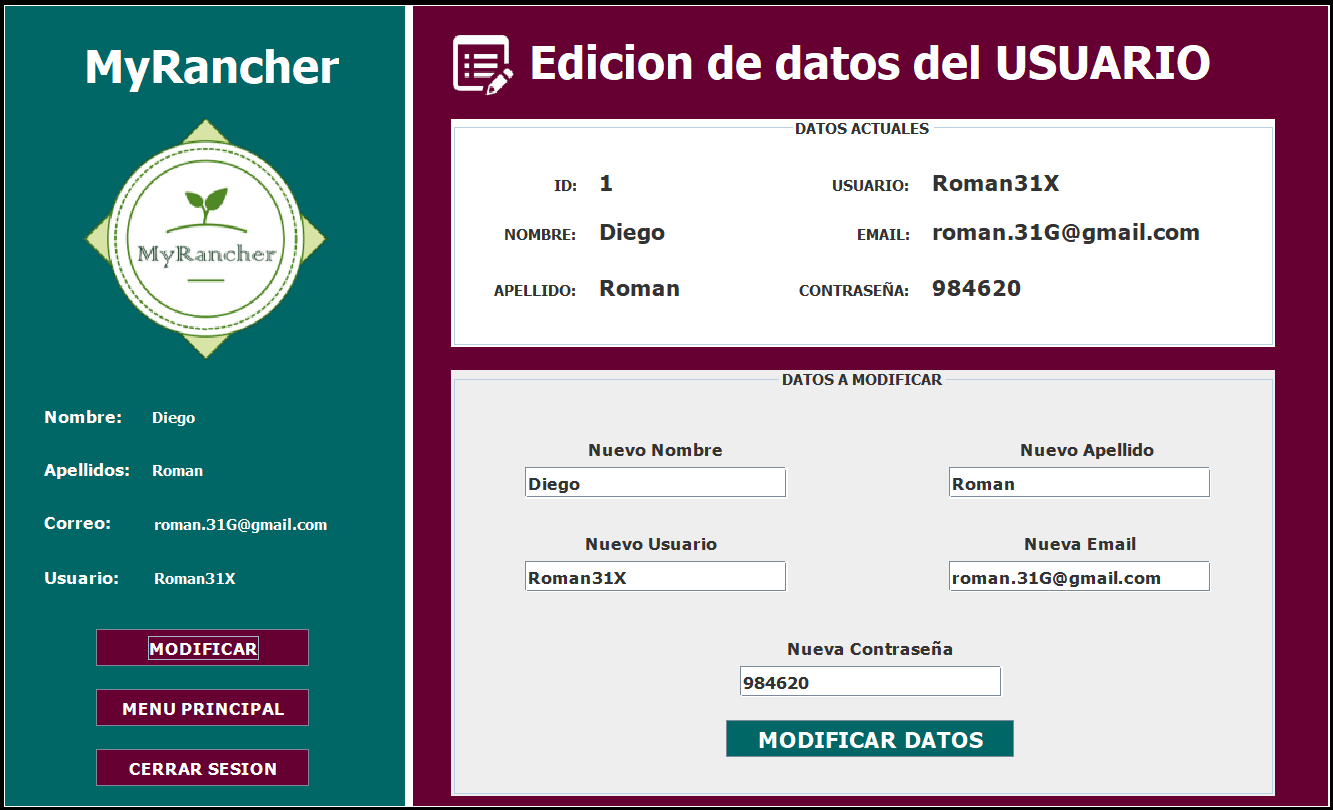 MyRancher
MyRancher
Nombre: Diego
Apellidos: Roman
Correo: roman.31G@gmail.com
Usuario: Roman31X
MODIFICAR
MENU PRINCIPAL
CERRAR SESION
Edicion de datos del USUARIO
DATOS ACTUALES
ID: 1 USUARIO: Roman31X
NOMBRE: Diego EMAIL: roman.31G@gmail.com
APELLIDO: Roman CONTRASEÑA: 984620
DATOS A MODIFICAR
Nuevo Nombre Nuevo Apellido
Diego Roman
Nuevo Usuario Nueva Email
Roman31X roman.31G@gmail.com
Nueva Contraseña
984620
MODIFICAR DATOS